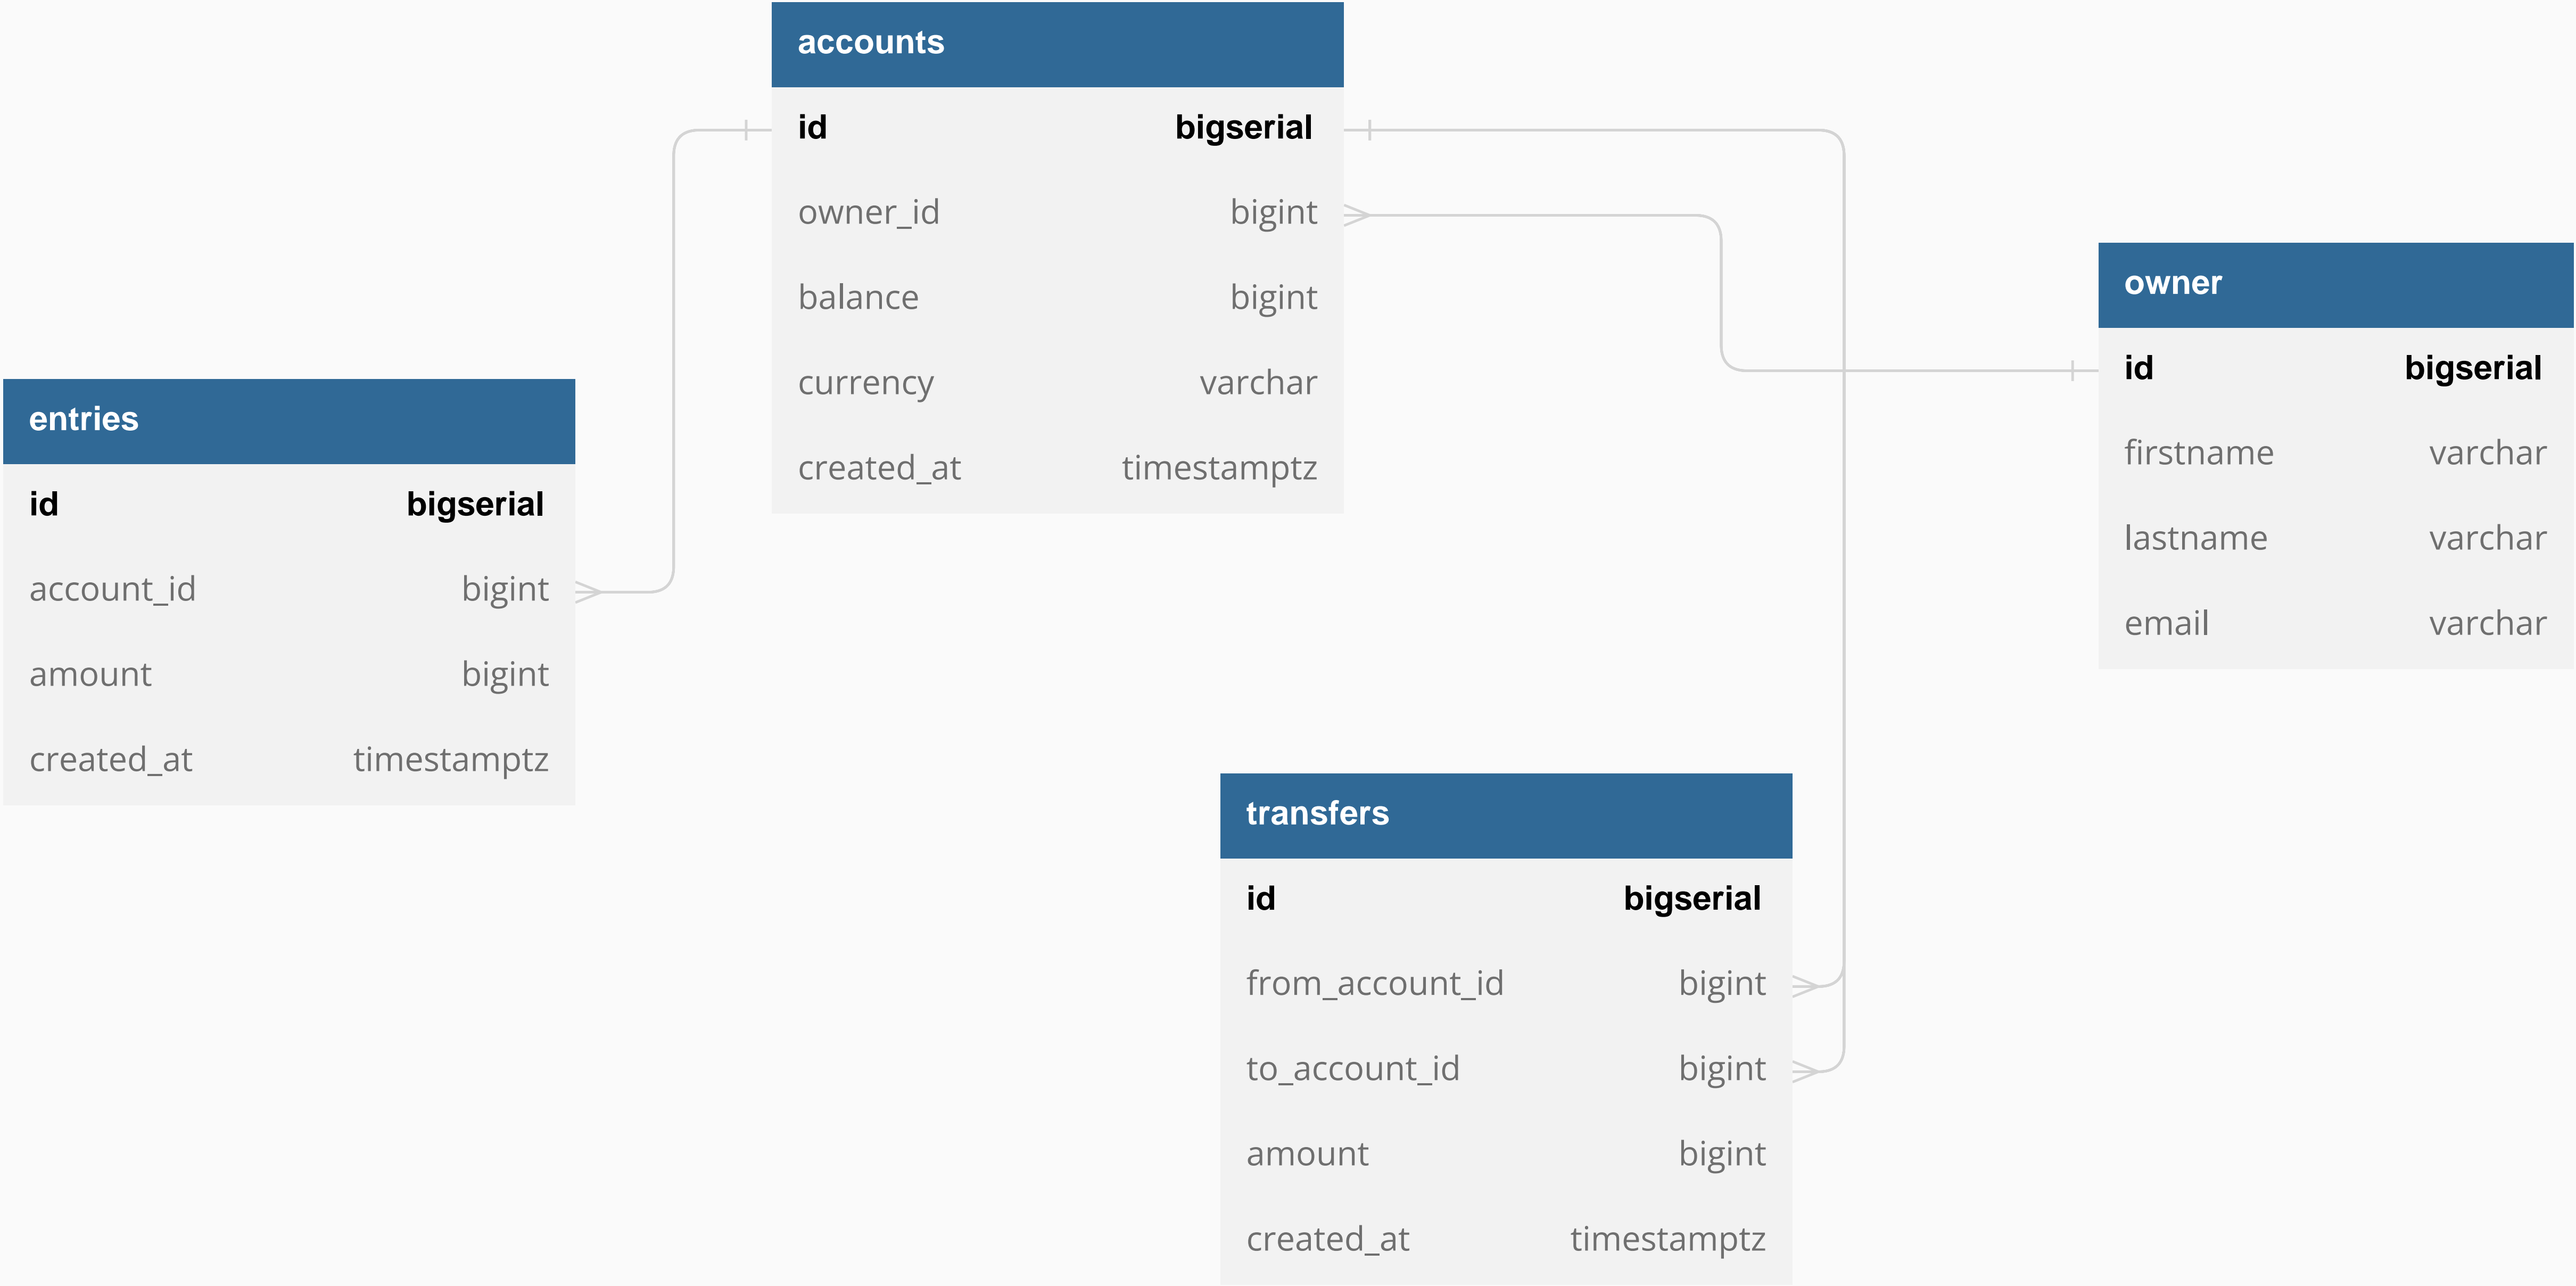 accounts
id bigserial
owner_id bigint
balance bigint
currency varchar
created_at timestamptz
owner
id bigserial
firstname varchar
lastname varchar
email varchar
entries
id bigserial
account_id bigint
amount bigint
created_at timestamptz
transfers
id bigserial
from_account_id bigint
to_account_id bigint
amount bigint
created_at timestamptz